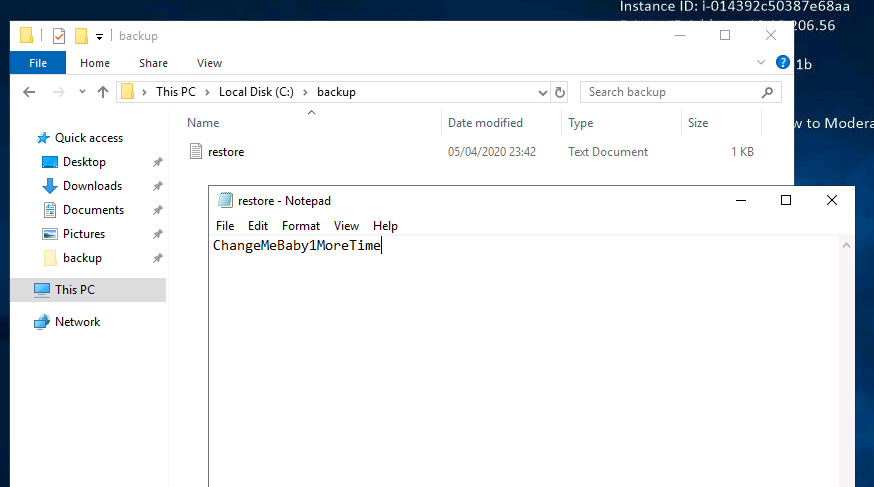 Instance ID: i-014392c50387e68aa
206.56
1b
w to Modera
backup
File Home Share View
This PC Local Disk (C:) backup
Search backup
Name Date modified Type Size
Quick access
Desktop
Downloads
Documents
Pictures
backup
This PC
Network
restore 05/04/2020 23:42 Text Document 1 KB
restore - Notepad
File Edit Format View Help
ChangeMeBaby1MoreTime